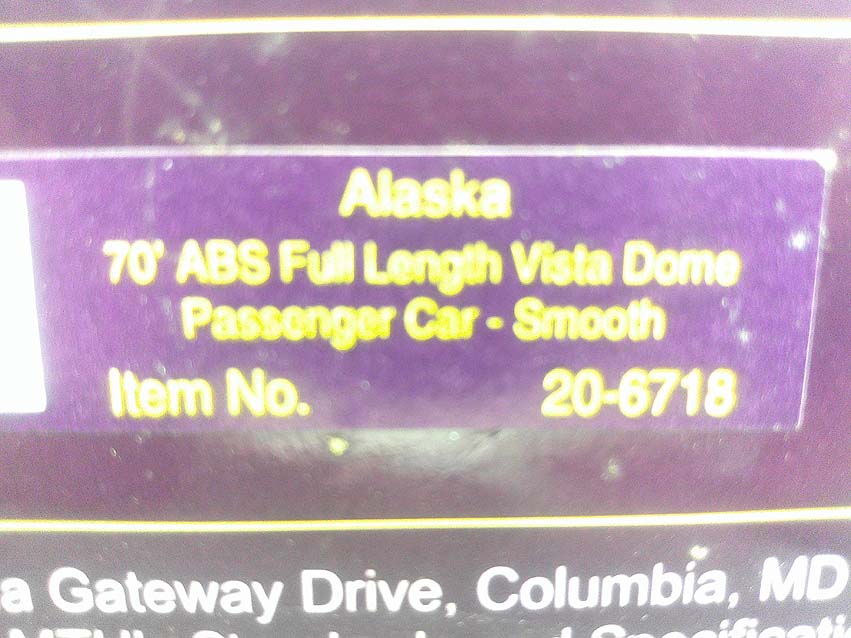 Alaska
70' ABS Full Length Vista Dome
Passenger Car - Smooth
Item No. 20-6718
a Gateway Drive, Columbia, MD